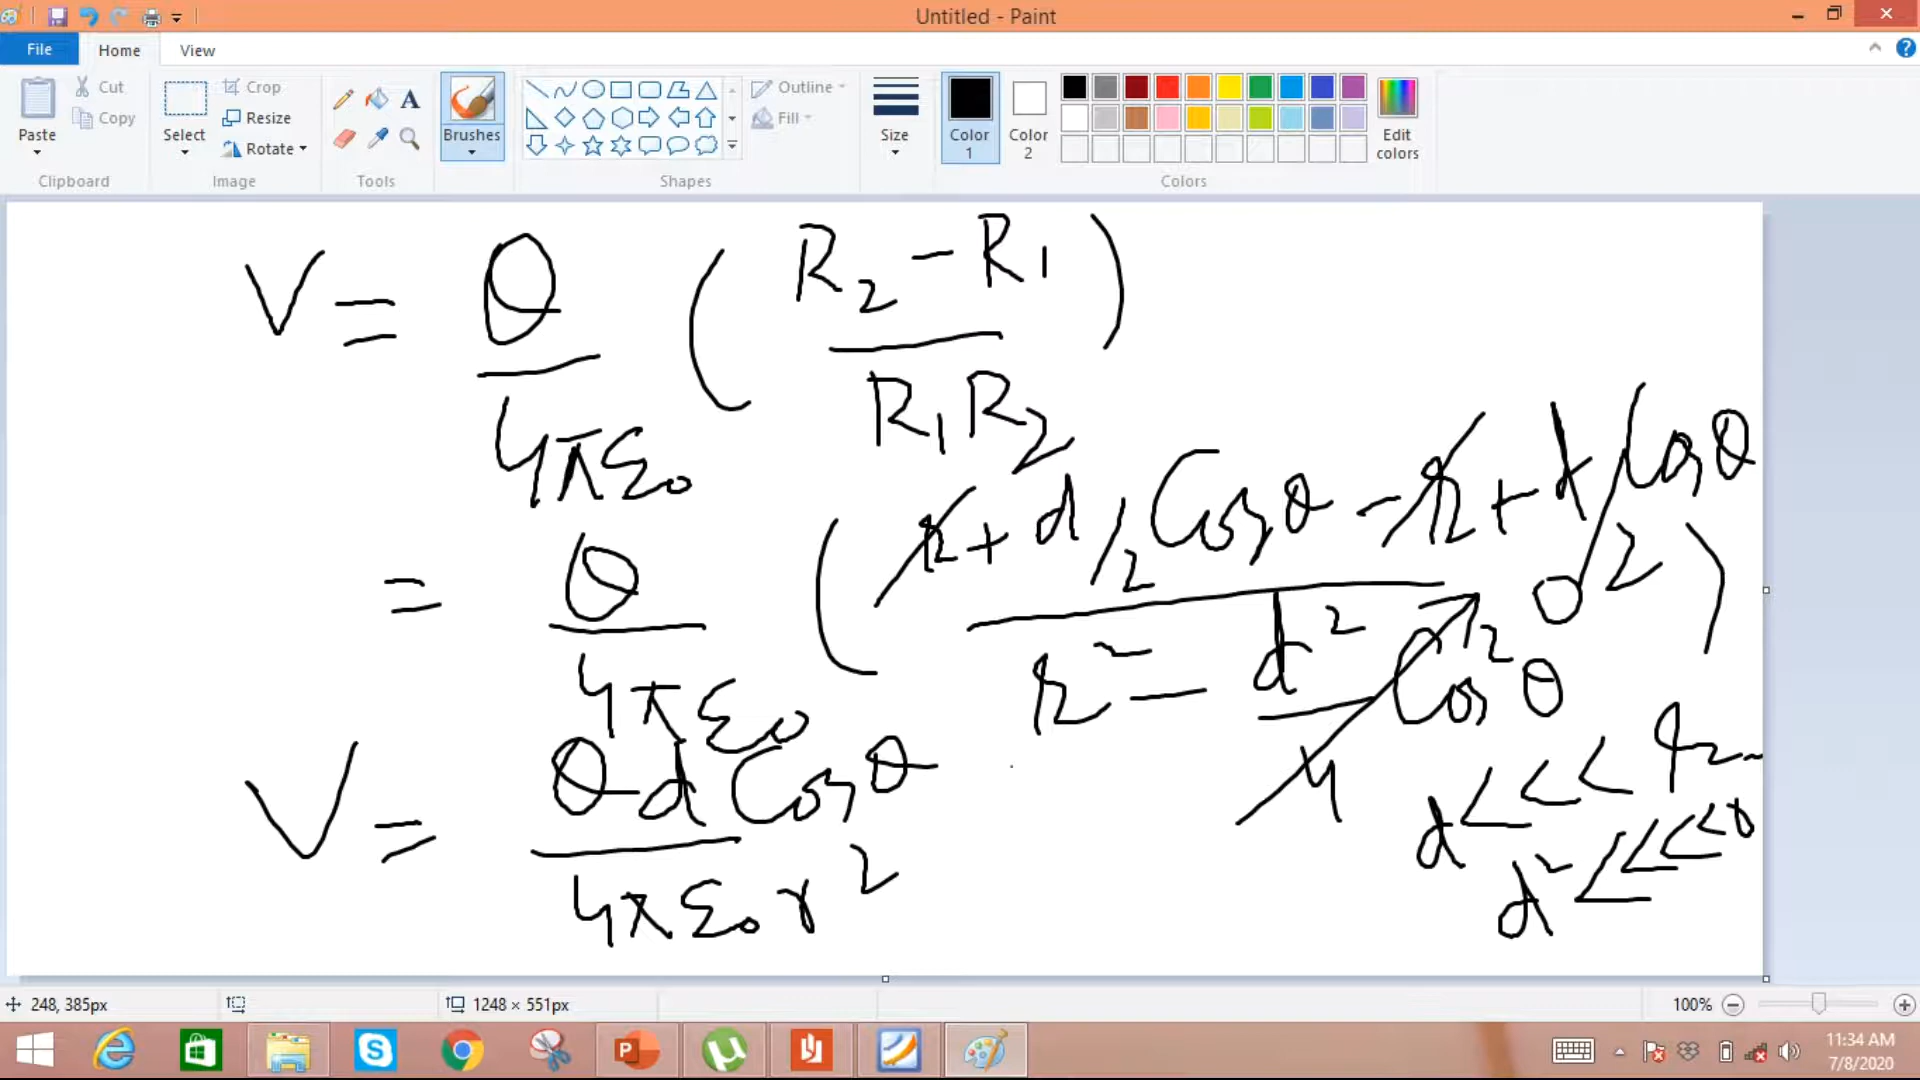 Untitled - Paint
File Home View
Paste Cut Copy Select Crop Resize Rotate Brushes Outline Fill Size Color 1 Color 2 Edit colors
Clipboard Image Tools Shapes Colors
V = Q/4πε₀ ( R₂ - R₁ / R₁R₂ )
= Q/4πε₀ ( r + d/2 Cosθ - r + d Cosθ/2 / r² - d²/4 Cos²θ )
0
d <<< r
V = Qd Cosθ / 4πε₀r²
d² <<<<
248, 385px 1248 × 551px 100%
11:34 AM
7/8/2020